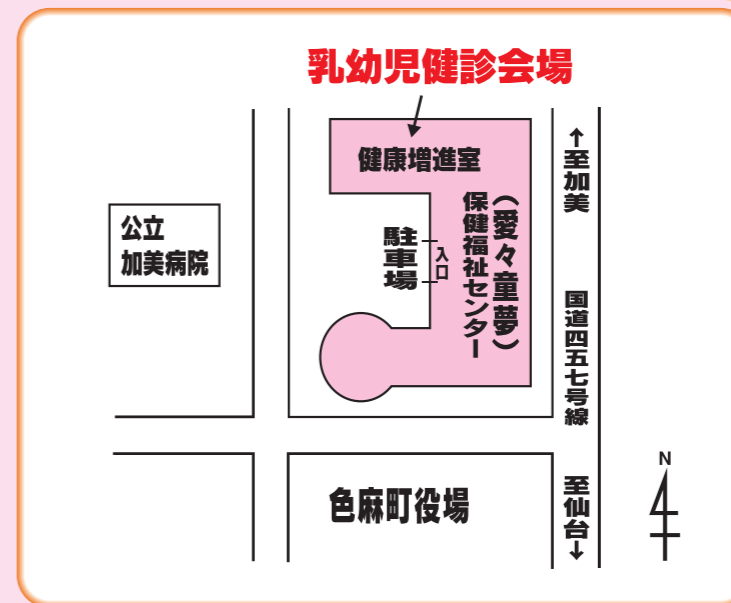 乳幼児健診会場
健康増進室
↑至加美
公立
加美病院
(愛々童夢)
保健福祉センター
駐車場
入口
国道四五七号線
色麻町役場
至仙台↓
N